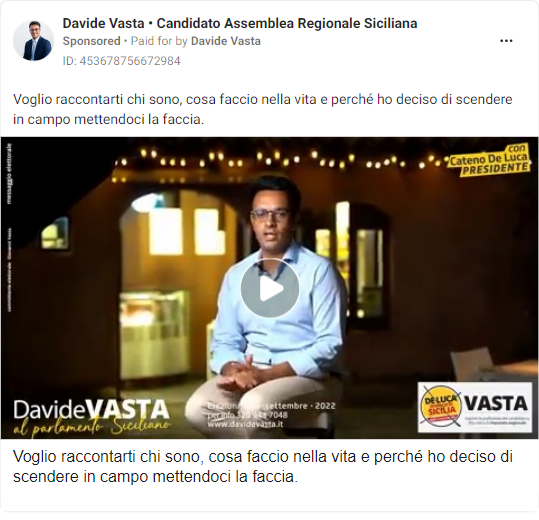 Davide Vasta • Candidato Assemblea Regionale Siciliana
Sponsored • Paid for by Davide Vasta
ID: 453678756672984
Voglio raccontarti chi sono, cosa faccio nella vita e perché ho deciso di scendere
in campo mettendoci la faccia.
messaggio elettorale
con
Cateno De Luca
PRESIDENTE
DavideVASTA
al parlamento Siciliano
settembre - 2022
per info
7048
www.davidevasta.it
DE LUCA
SICILIA
VASTA
Voglio raccontarti chi sono, cosa faccio nella vita e perché ho deciso di
scendere in campo mettendoci la faccia.